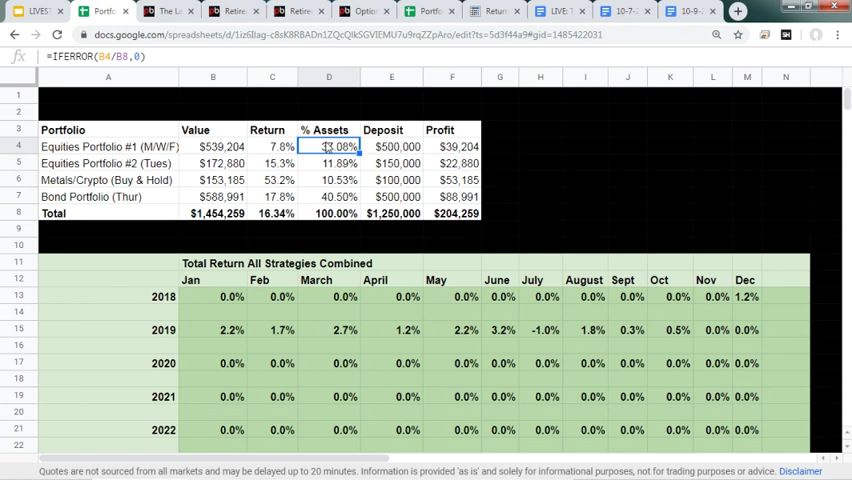 LIVEST
Portfo
The La
Retire
Retire
Option
Portfo
Return
LIVE: T
10-7-2
10-9-2
docs.google.com/spreadsheets/d/
/edit?ts=5d3f44a9#gid=1485422031
fx =IFERROR(B4/B8,0)
A B C D E F G H I J K L M N
1
2
3 Portfolio Value Return % Assets Deposit Profit
4 Equities Portfolio #1 (M/W/F) $539,204 7.8% .08% $500,000 $39,204
5 Equities Portfolio #2 (Tues) $172,880 15.3% 11.89% $150,000 $22,880
6 Metals/Crypto (Buy & Hold) $153,185 53.2% 10.53% $100,000 $53,185
7 Bond Portfolio (Thur) $588,991 17.8% 40.50% $500,000 $88,991
8 Total $1,454,259 16.34% 100.00% $1,250,000 $204,259
9
10
11 Total Return All Strategies Combined
12 Jan Feb March April May June July August Sept Oct Nov Dec
13 2018 0.0% 0.0% 0.0% 0.0% 0.0% 0.0% 0.0% 0.0% 0.0% 0.0% 0.0% 1.2%
14
15 2019 2.2% 1.7% 2.7% 1.2% 2.2% 3.2% -1.0% 1.8% 0.3% 0.5% 0.0% 0.0%
16
17 2020 0.0% 0.0% 0.0% 0.0% 0.0% 0.0% 0.0% 0.0% 0.0% 0.0% 0.0% 0.0%
18
19 2021 0.0% 0.0% 0.0% 0.0% 0.0% 0.0% 0.0% 0.0% 0.0% 0.0% 0.0% 0.0%
20
21 2022 0.0% 0.0% 0.0% 0.0% 0.0% 0.0% 0.0% 0.0% 0.0% 0.0% 0.0% 0.0%
22
Quotes are not sourced from all markets and may be delayed up to 20 minutes. Information is provided 'as is' and solely for informational purposes, not for trading purposes or advice. Disclaimer